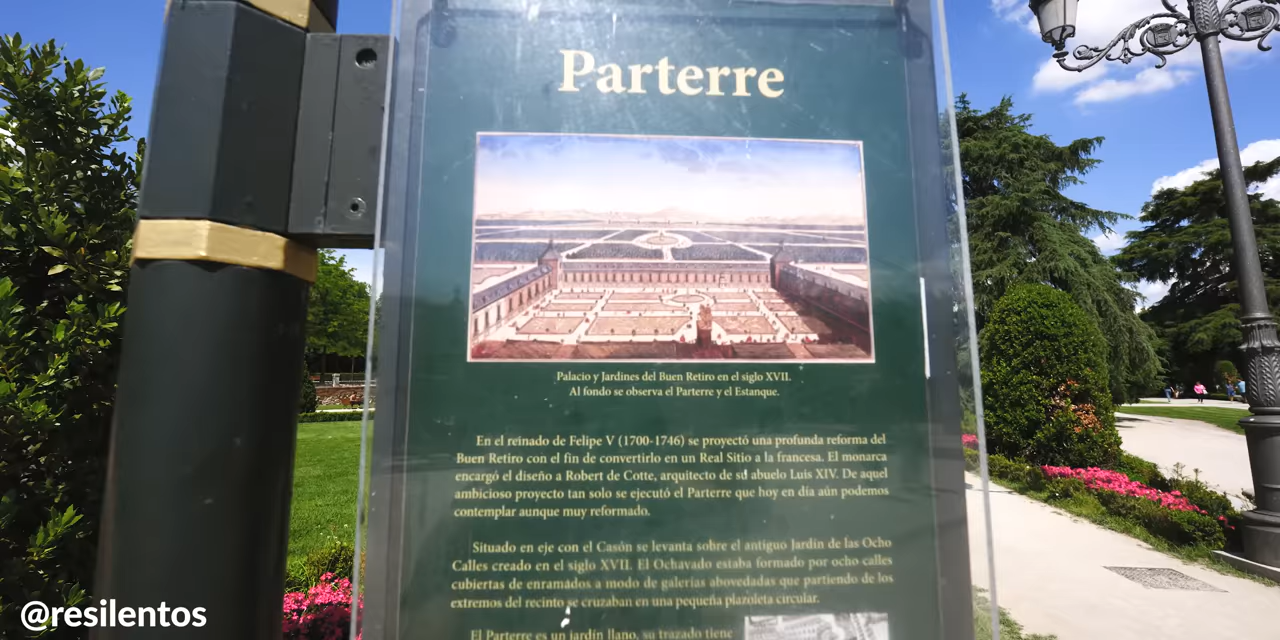 Parterre
Palacio y Jardines del Buen Retiro en el siglo XVII.
Al fondo se observa el Parterre y el Estanque.
En el reinado de Felipe V (1700-1746) se proyectó una profunda reforma del
Buen Retiro con el fin de convertirlo en un Real Sitio a la francesa. El monarca
encargó el diseño a Robert de Cotte, arquitecto de su abuelo Luis XIV. De aquel
ambicioso proyecto tan solo se ejecutó el Parterre que hoy en día aún podemos
contemplar aunque muy reformado.
Situado en eje con el Casón se levanta sobre el antiguo Jardín de las Ocho
Calles creado en el siglo XVII. El Ochavado estaba formado por ocho calles
cubiertas de enramados a modo de galerías abovedadas que partiendo de los
extremos del recinto se cruzaban en una pequeña plazoleta circular.
El Parterre es un jardín llano, su trazado tiene
@resilentos